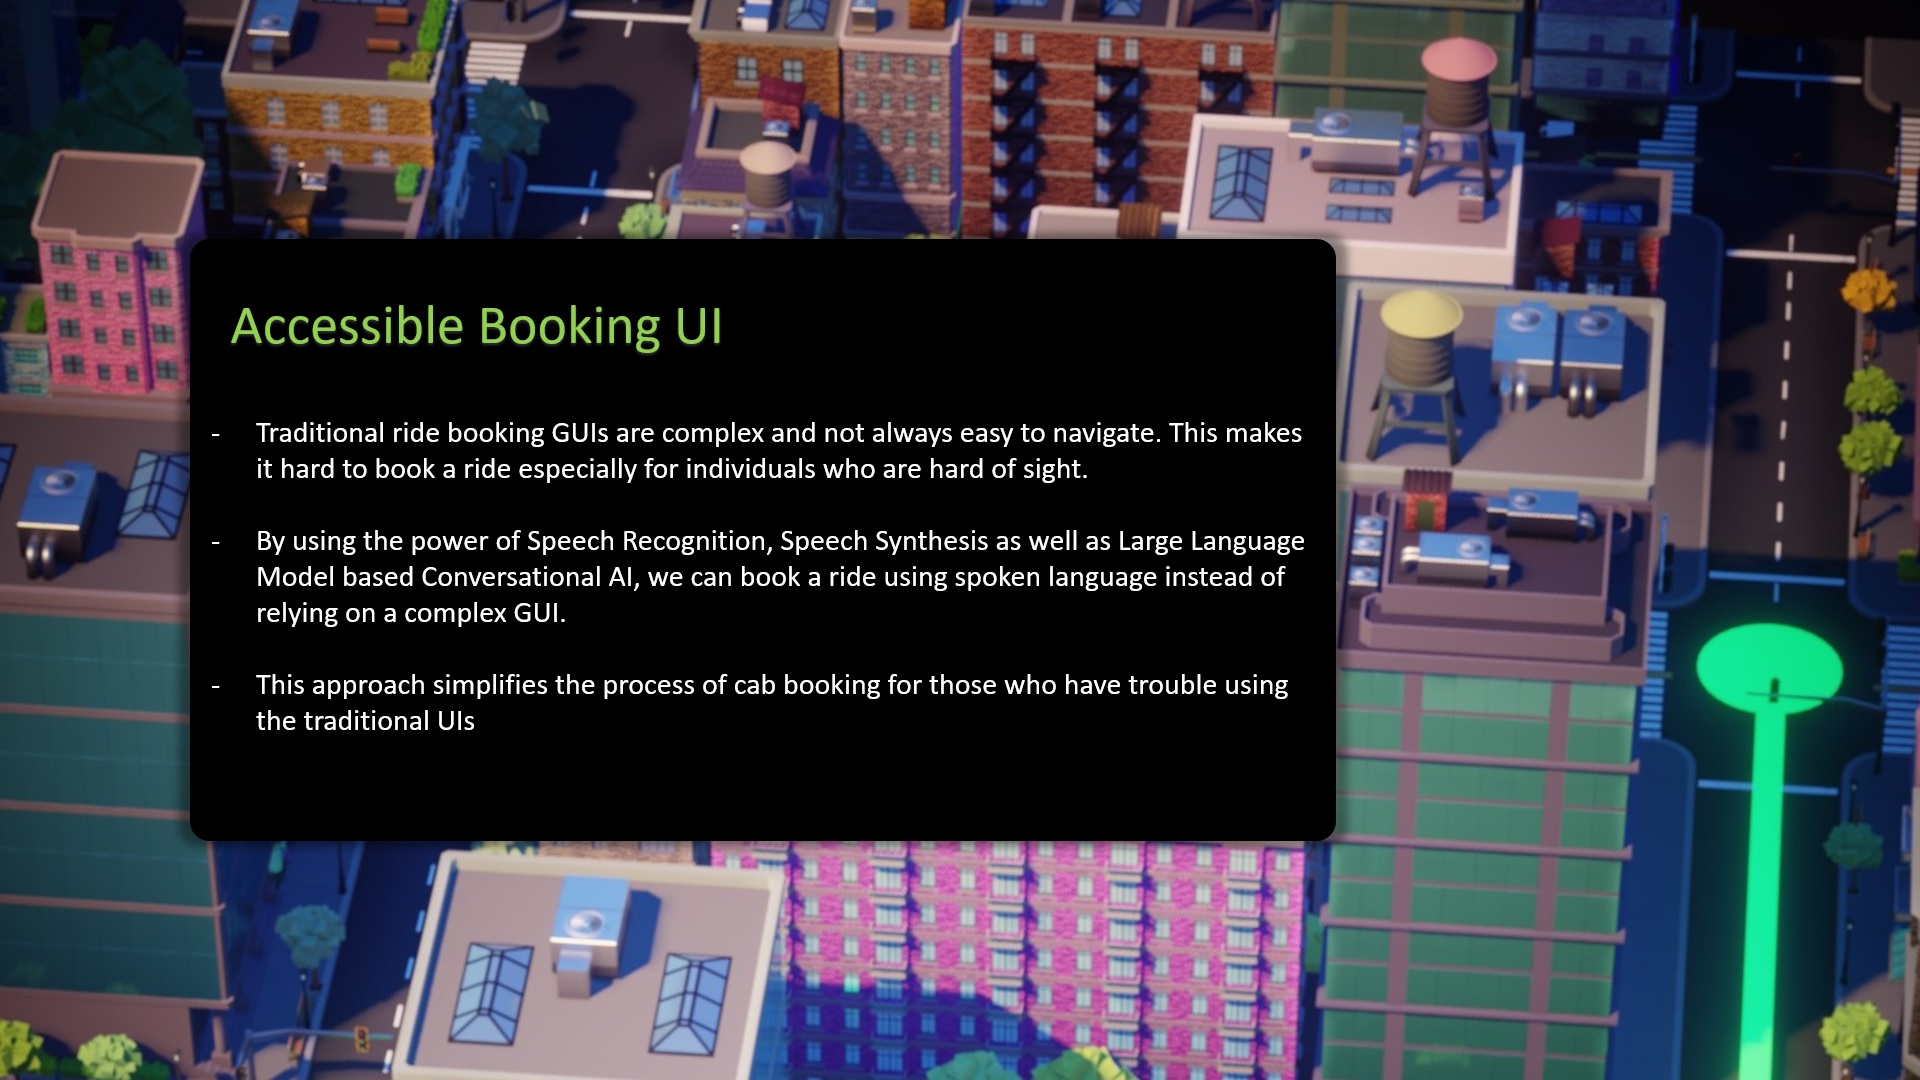 Accessible Booking UI
- Traditional ride booking GUIs are complex and not always easy to navigate. This makes
it hard to book a ride especially for individuals who are hard of sight.
- By using the power of Speech Recognition, Speech Synthesis as well as Large Language
Model based Conversational AI, we can book a ride using spoken language instead of
relying on a complex GUI.
- This approach simplifies the process of cab booking for those who have trouble using
the traditional UIs